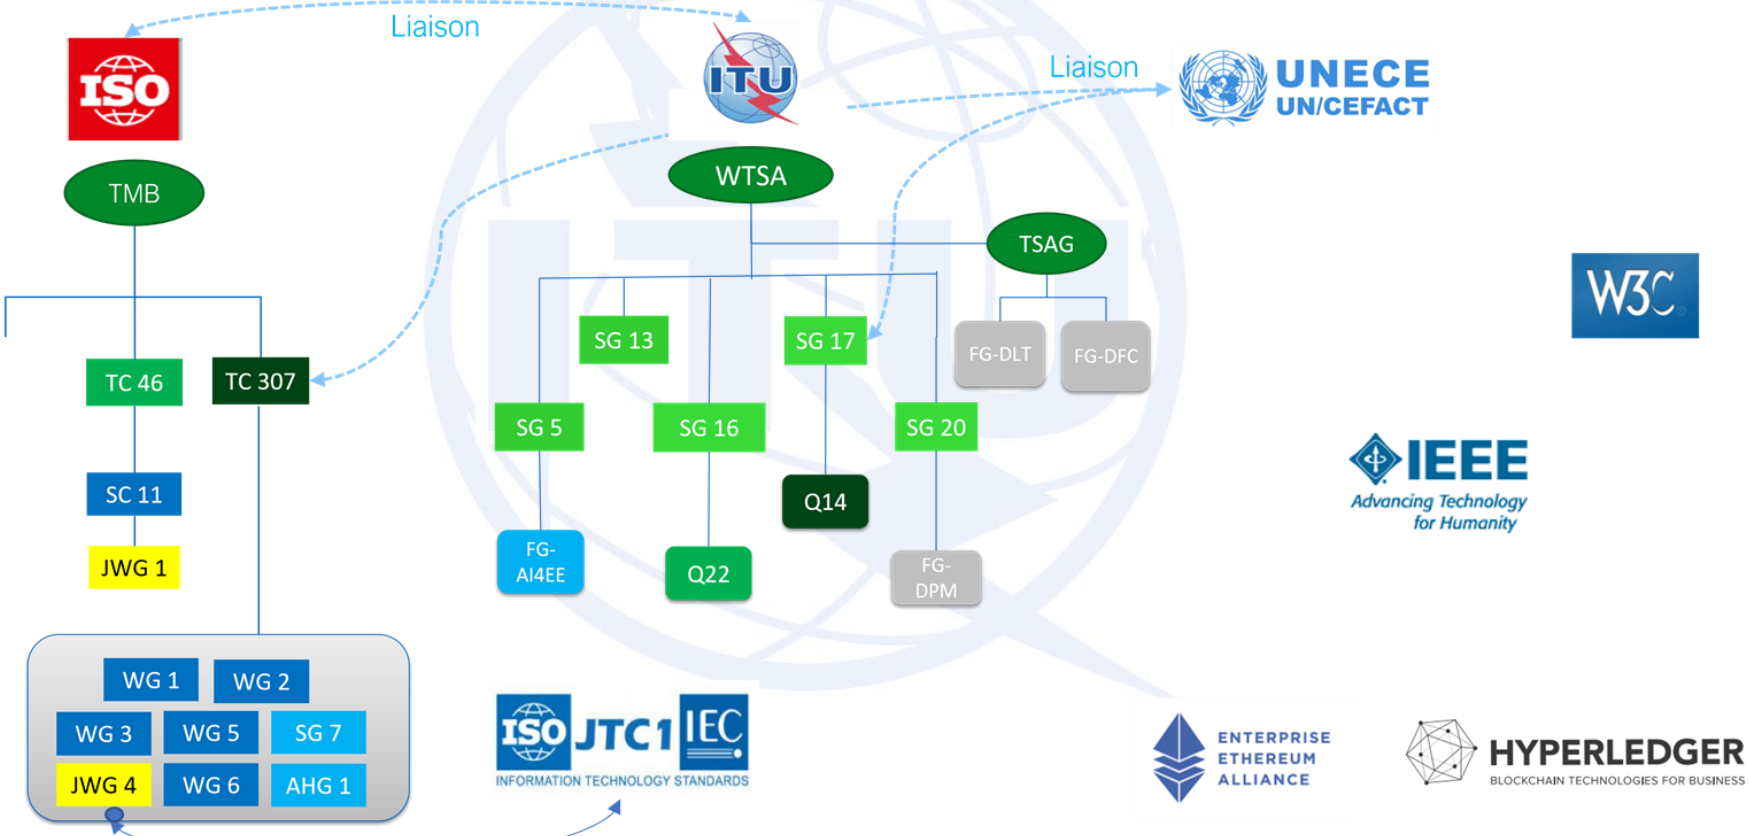 Liaison
ISO
ITU
Liaison
UNECE
UN/CEFACT
TMB
WTSA
TSAG
W3C
SG 13
SG 17
FG-DLT
FG-DFC
TC 46
TC 307
SG 5
SG 16
SG 20
IEEE
Advancing Technology
for Humanity
SC 11
Q14
JWG 1
FG-
AI4EE
Q22
FG-
DPM
WG 1
WG 2
WG 3
WG 5
SG 7
JWG 4
WG 6
AHG 1
ISO JTC1 IEC
INFORMATION TECHNOLOGY STANDARDS
ENTERPRISE
ETHEREUM
ALLIANCE
HYPERLEDGER
BLOCKCHAIN TECHNOLOGIES FOR BUSINESS
ITU